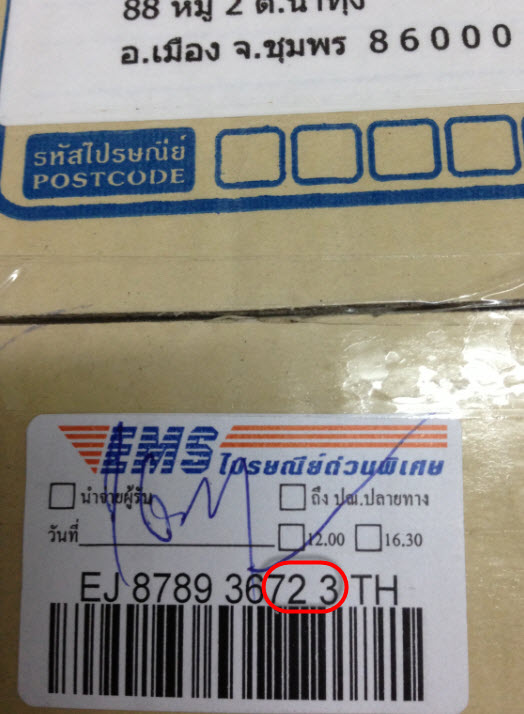 88 หมู่ 2 ต.นาทุ่ง
อ.เมือง จ.ชุมพร 86000
รหัสไปรษณีย์
POSTCODE
EMS ไปรษณีย์ด่วนพิเศษ
นำจ่ายผู้รับ ถึง ปณ.ปลายทาง
วันที่ 12.00 16.30
EJ 8789 3672 3 TH